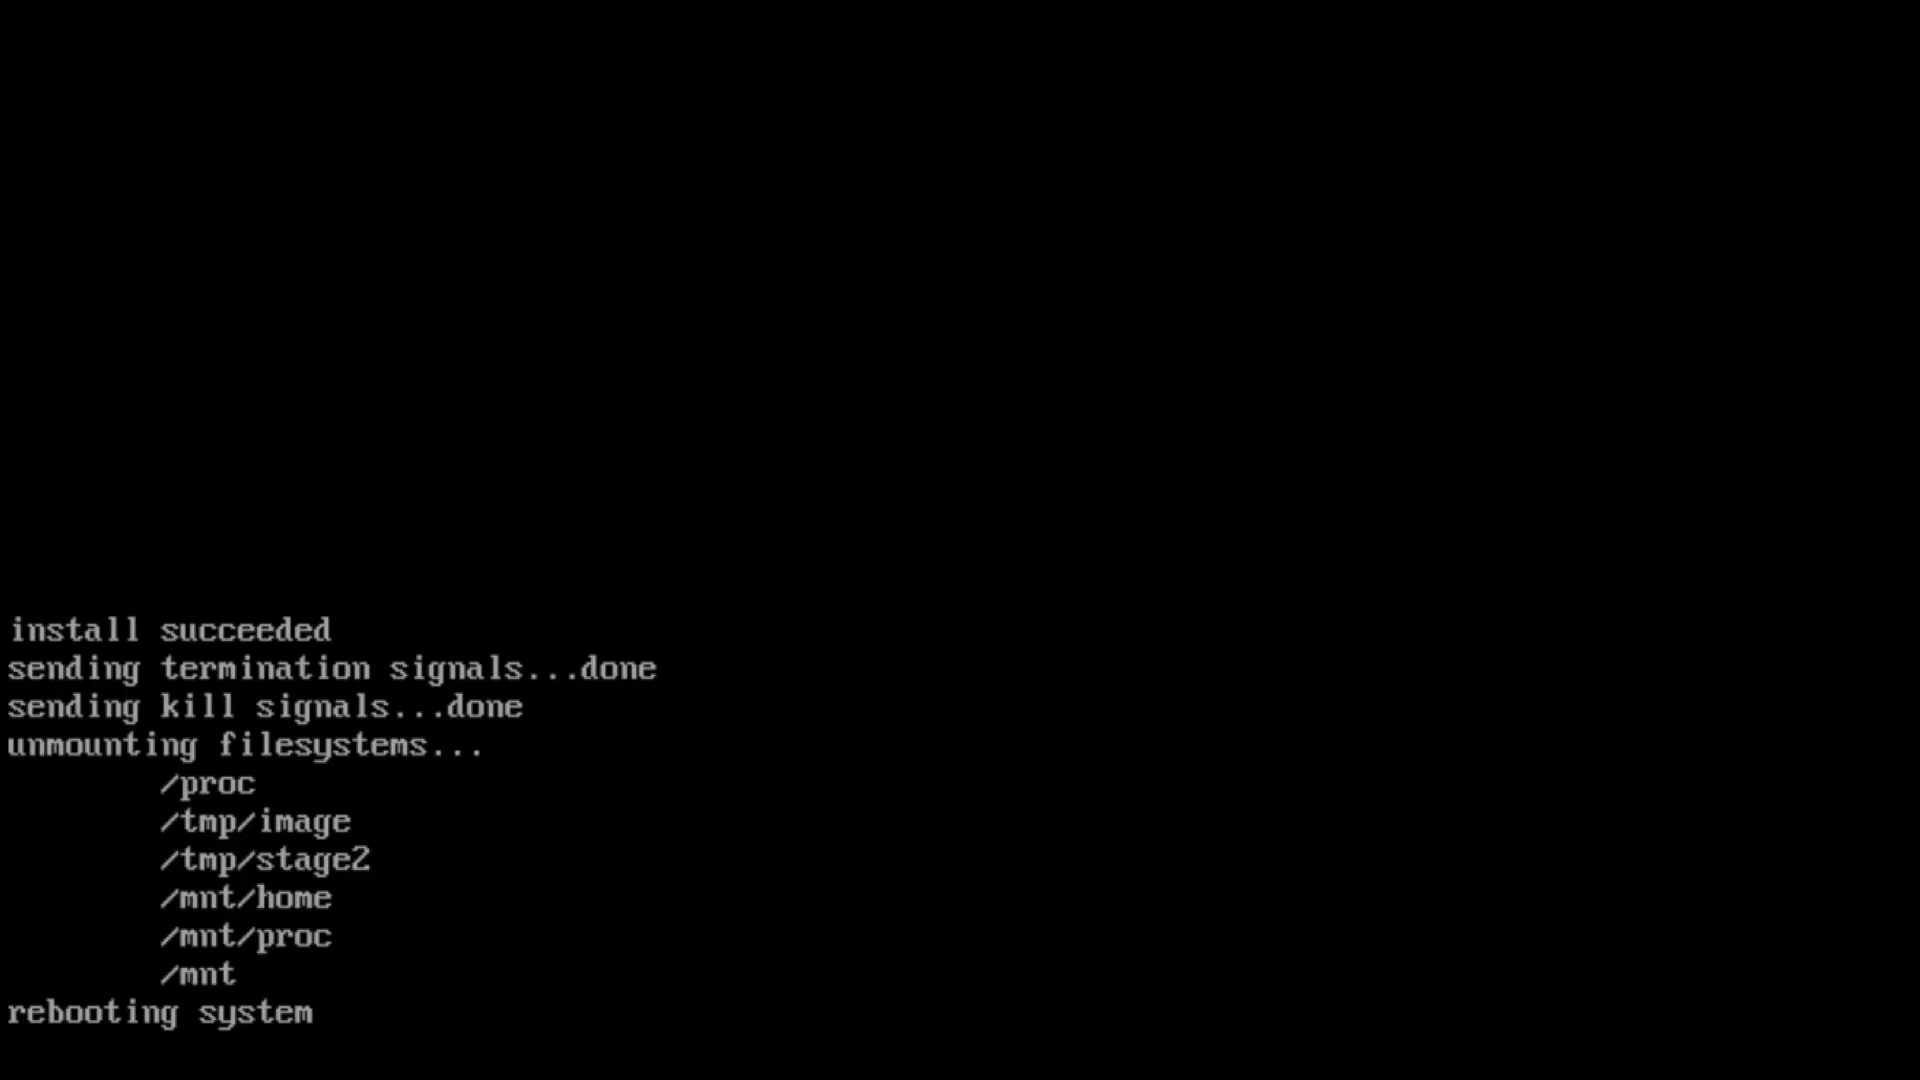 install succeeded
sending termination signals...done
sending kill signals...done
unmounting filesystems...
/proc
/tmp/image
/tmp/stage2
/mnt/home
/mnt/proc
/mnt
rebooting system